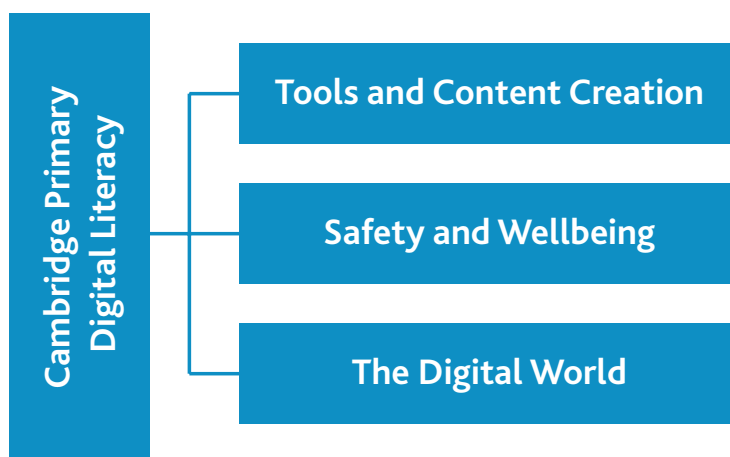 Cambridge Primary
Digital Literacy
Tools and Content Creation
Safety and Wellbeing
The Digital World